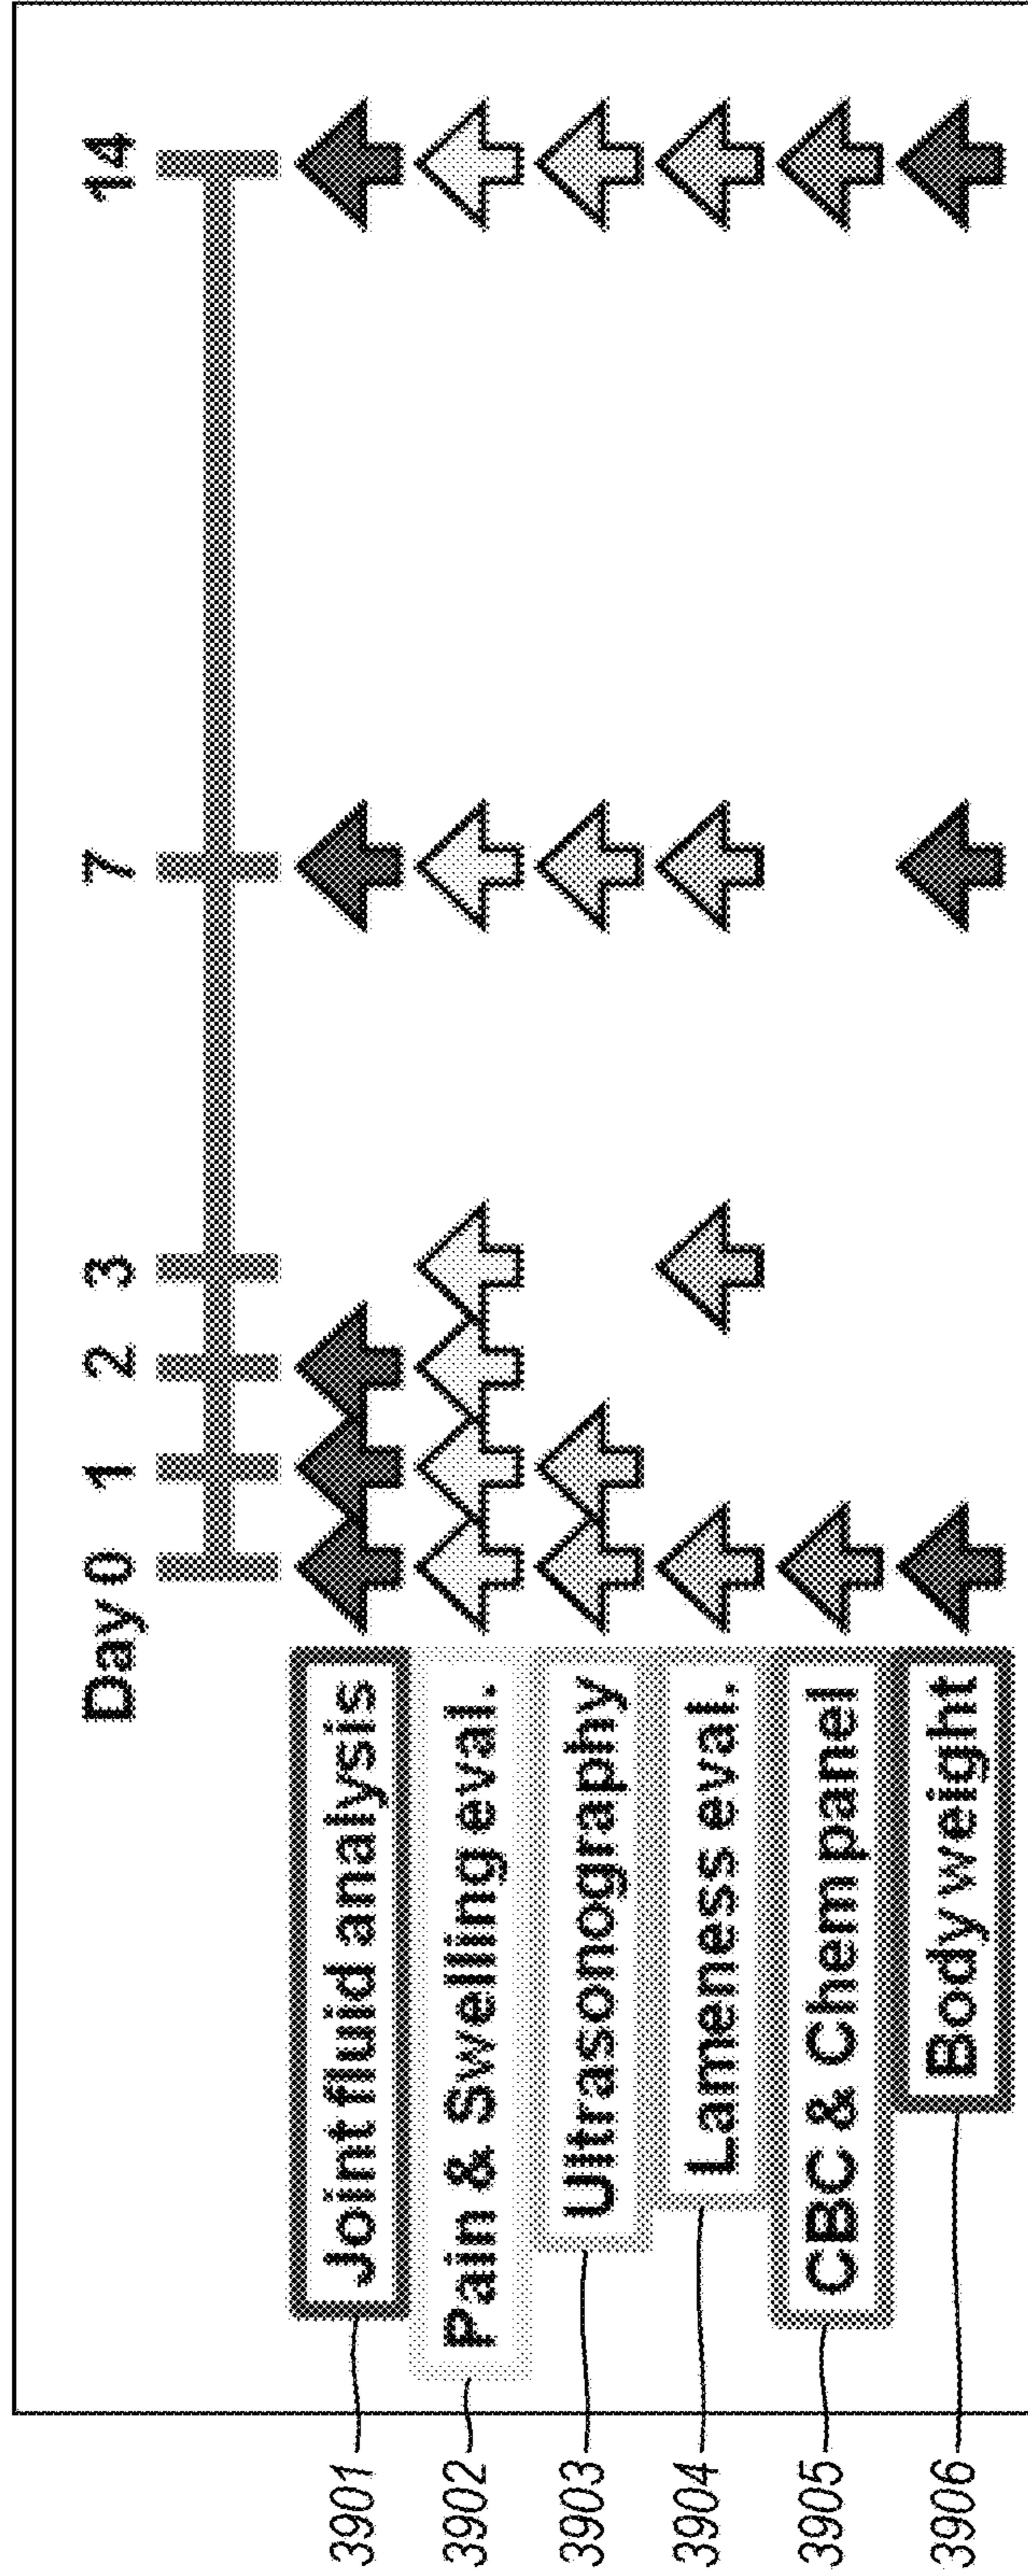 Day 0 1 2 3 7 14
3901 Joint fluid analysis
3902 Pain & Swelling eval.
3903 Ultrasonography
3904 Lameness eval.
3905 CBC & Chem panel
3906 Body weight